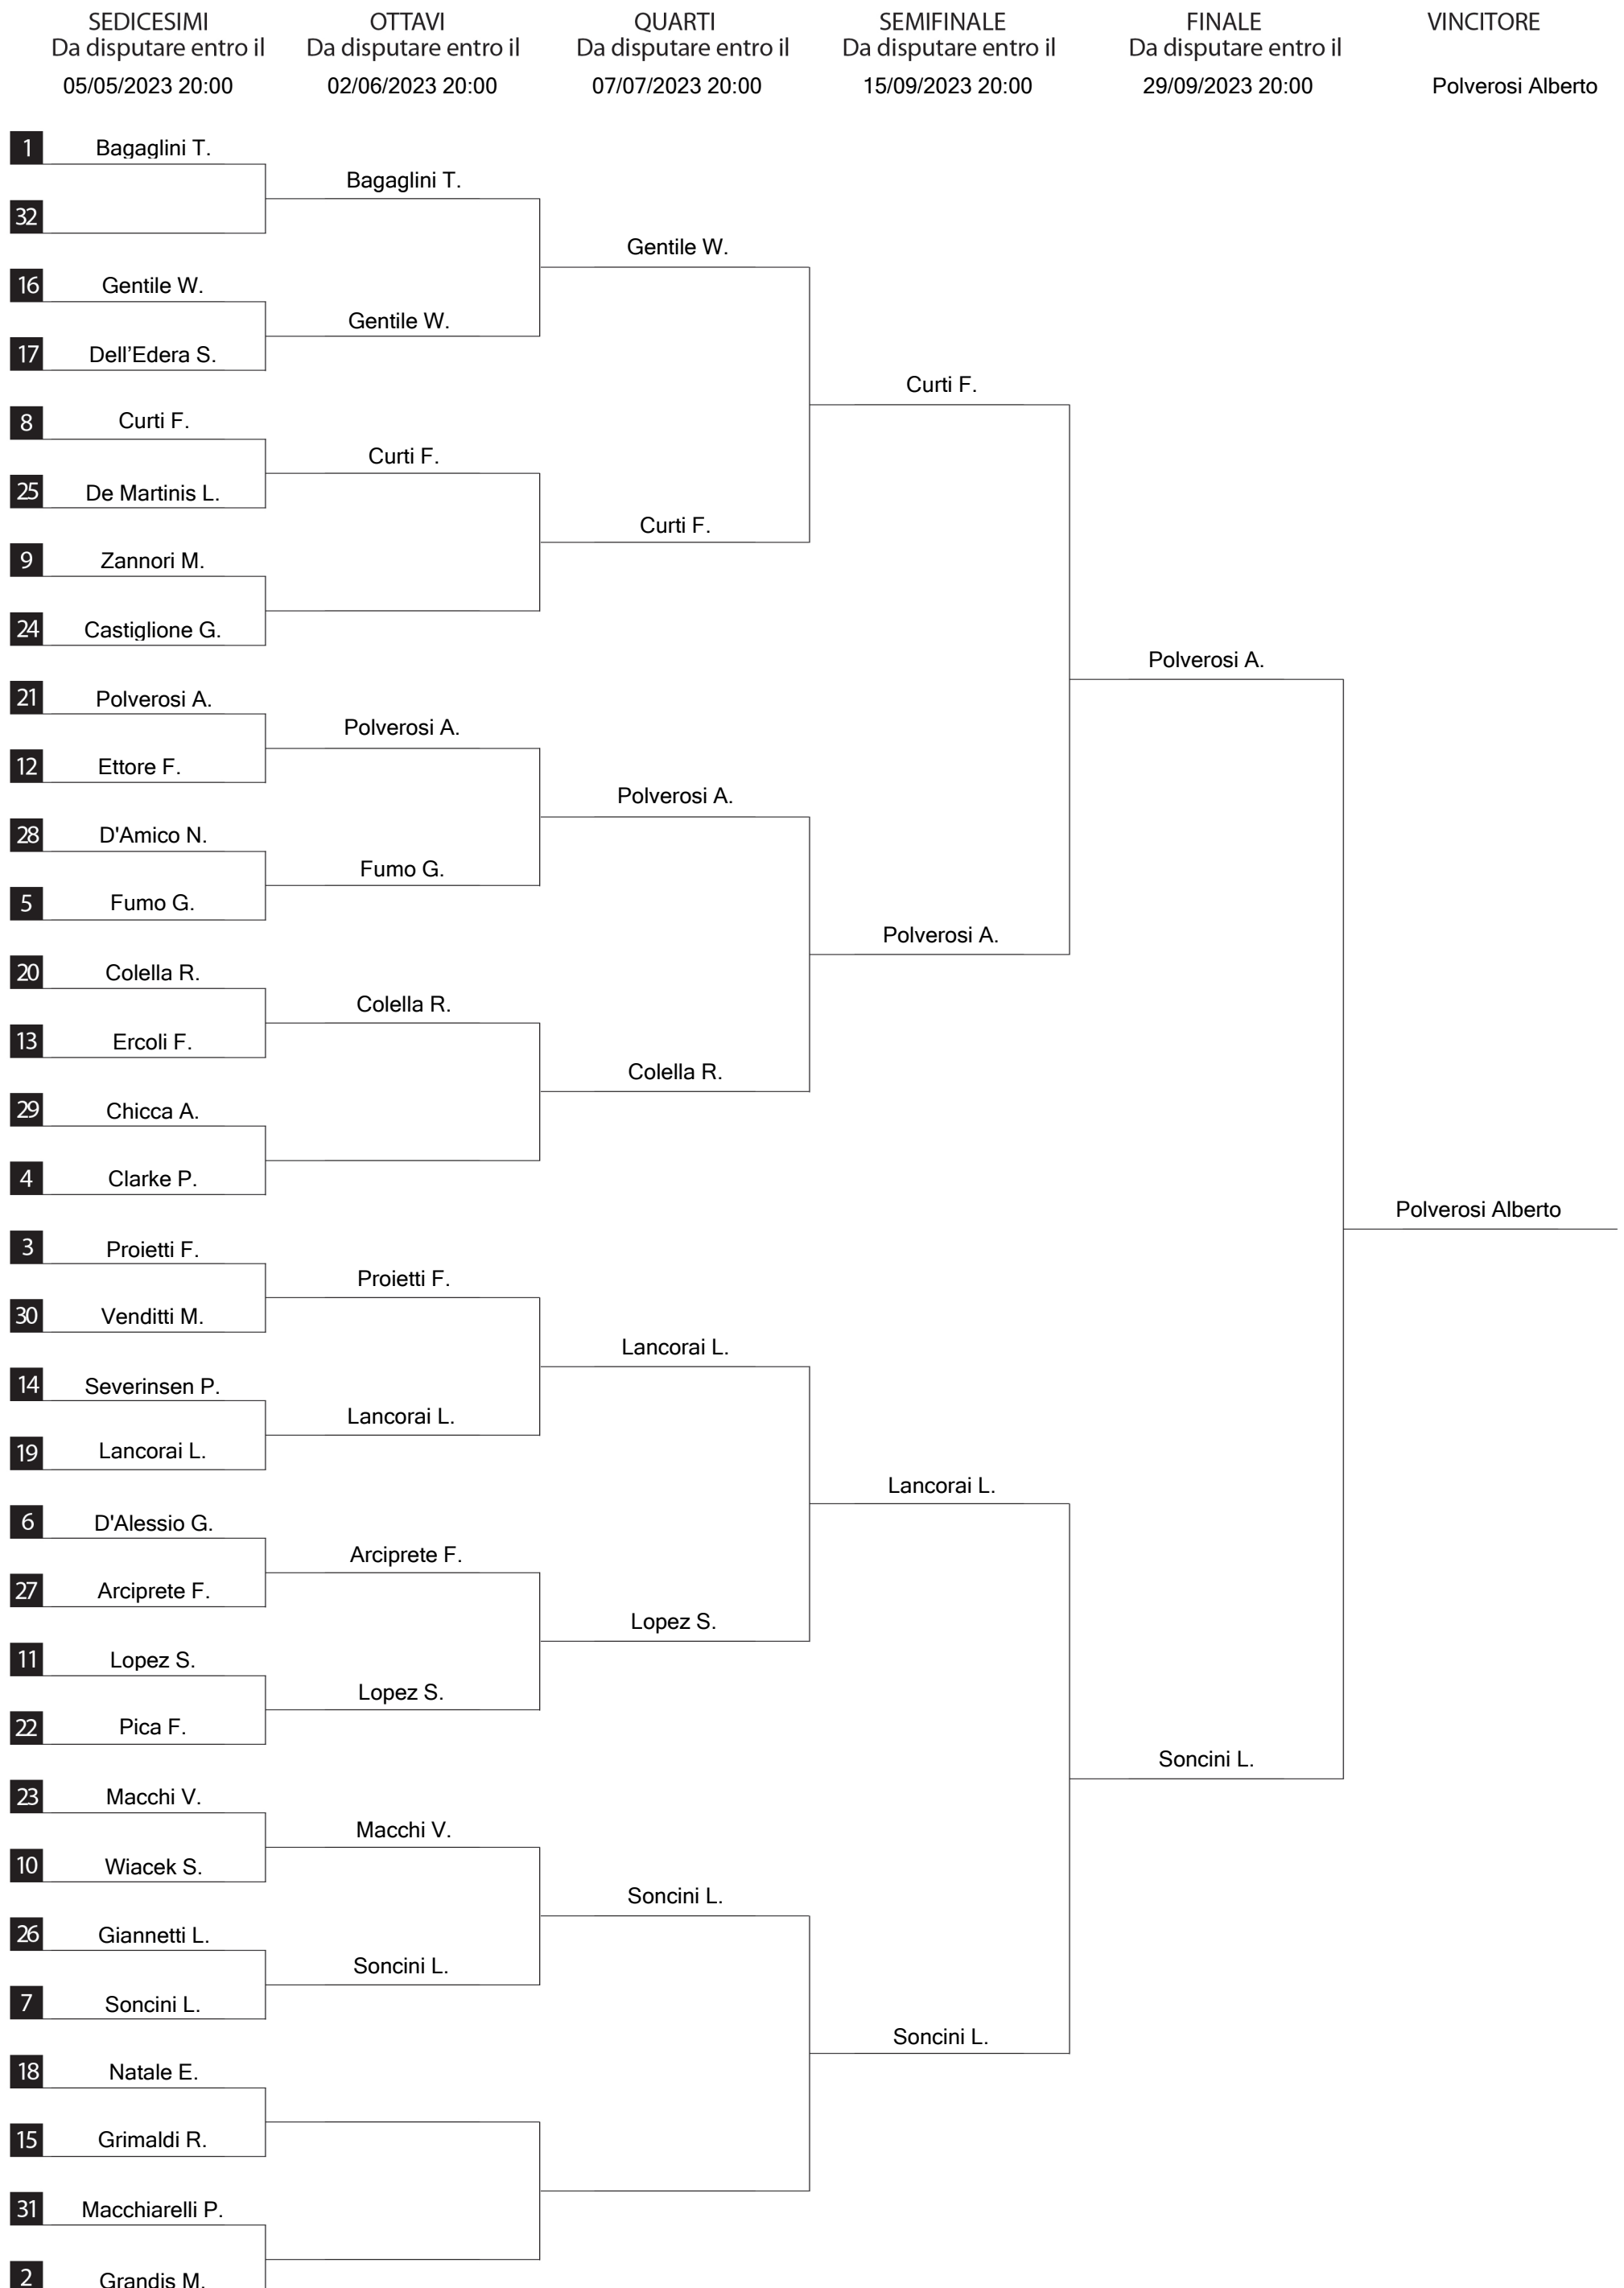 SEDICESIMI
Da disputare entro il
05/05/2023 20:00
OTTAVI
Da disputare entro il
02/06/2023 20:00
QUARTI
Da disputare entro il
07/07/2023 20:00
SEMIFINALE
Da disputare entro il
15/09/2023 20:00
FINALE
Da disputare entro il
29/09/2023 20:00
VINCITORE
Polverosi Alberto
1 Bagaglini T.
32
16 Gentile W.
17 Dell’Edera S.
8 Curti F.
25 De Martinis L.
9 Zannori M.
24 Castiglione G.
21 Polverosi A.
12 Ettore F.
28 D'Amico N.
5 Fumo G.
20 Colella R.
13 Ercoli F.
29 Chicca A.
4 Clarke P.
3 Proietti F.
30 Venditti M.
14 Severinsen P.
19 Lancorai L.
6 D'Alessio G.
27 Arciprete F.
11 Lopez S.
22 Pica F.
23 Macchi V.
10 Wiacek S.
26 Giannetti L.
7 Soncini L.
18 Natale E.
15 Grimaldi R.
31 Macchiarelli P.
2 Grandis M.
Bagaglini T.
Gentile W.
Curti F.
Polverosi A.
Fumo G.
Colella R.
Proietti F.
Lancorai L.
Arciprete F.
Lopez S.
Macchi V.
Soncini L.
Gentile W.
Curti F.
Polverosi A.
Colella R.
Lancorai L.
Lopez S.
Soncini L.
Curti F.
Polverosi A.
Lancorai L.
Soncini L.
Polverosi A.
Soncini L.
Polverosi Alberto